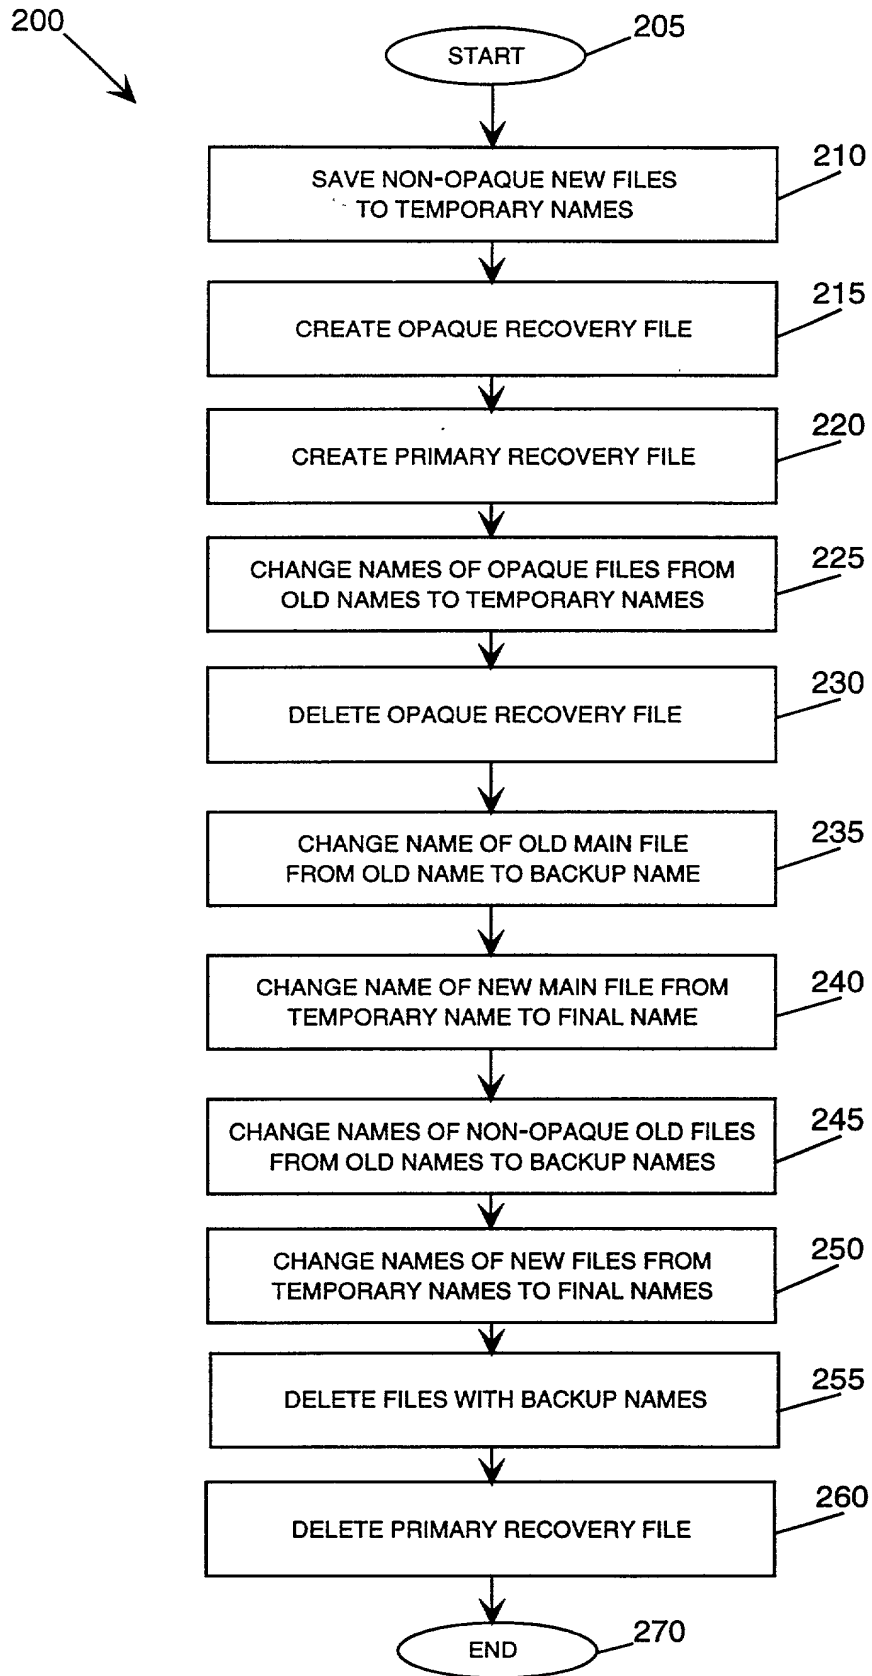 200
205
START
210
SAVE NON-OPAQUE NEW FILES
TO TEMPORARY NAMES
215
CREATE OPAQUE RECOVERY FILE
220
CREATE PRIMARY RECOVERY FILE
225
CHANGE NAMES OF OPAQUE FILES FROM
OLD NAMES TO TEMPORARY NAMES
230
DELETE OPAQUE RECOVERY FILE
235
CHANGE NAME OF OLD MAIN FILE
FROM OLD NAME TO BACKUP NAME
240
CHANGE NAME OF NEW MAIN FILE FROM
TEMPORARY NAME TO FINAL NAME
245
CHANGE NAMES OF NON-OPAQUE OLD FILES
FROM OLD NAMES TO BACKUP NAMES
250
CHANGE NAMES OF NEW FILES FROM
TEMPORARY NAMES TO FINAL NAMES
255
DELETE FILES WITH BACKUP NAMES
260
DELETE PRIMARY RECOVERY FILE
270
END